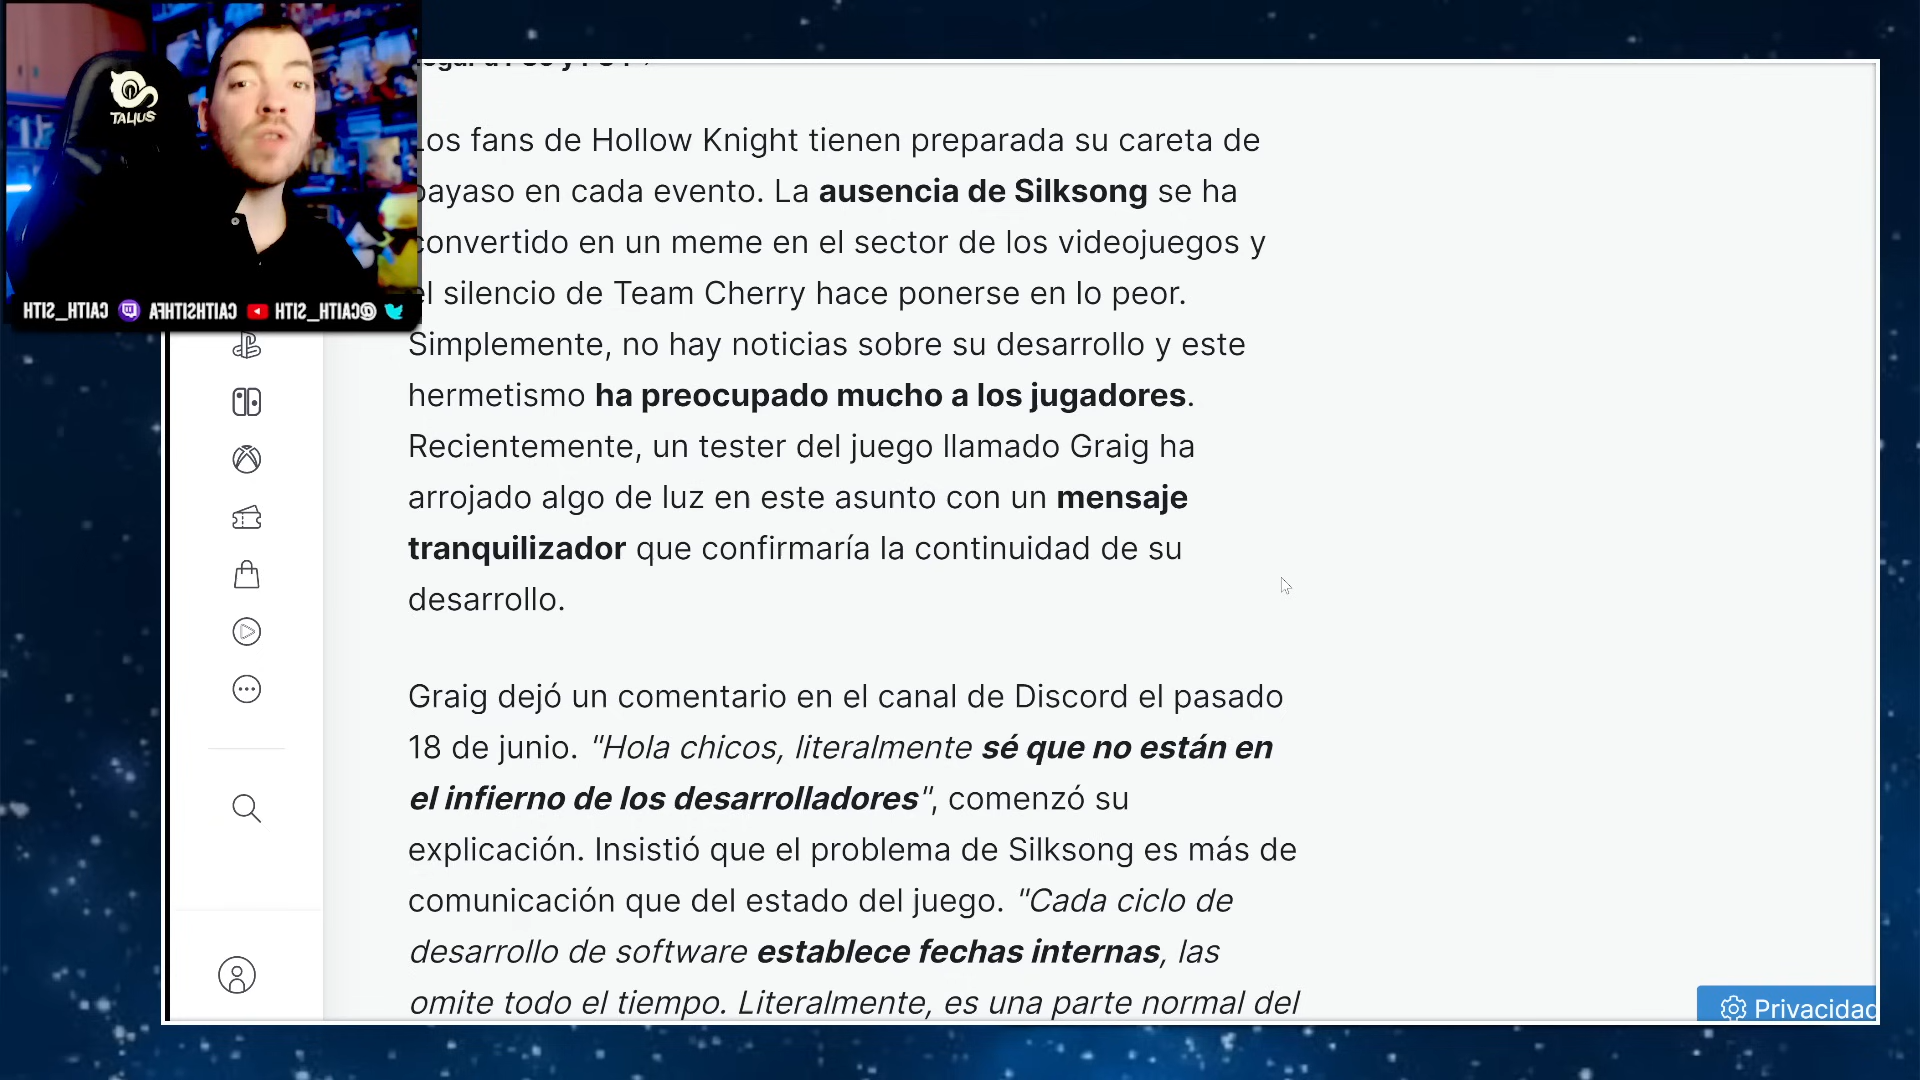 TALIUS
CAITH_SITH CAITHSITHFA @CAITH_SITH
Los fans de Hollow Knight tienen preparada su careta de
payaso en cada evento. La ausencia de Silksong se ha
convertido en un meme en el sector de los videojuegos y
el silencio de Team Cherry hace ponerse en lo peor.
Simplemente, no hay noticias sobre su desarrollo y este
hermetismo ha preocupado mucho a los jugadores.
Recientemente, un tester del juego llamado Graig ha
arrojado algo de luz en este asunto con un mensaje
tranquilizador que confirmaría la continuidad de su
desarrollo.
Graig dejó un comentario en el canal de Discord el pasado
18 de junio. "Hola chicos, literalmente sé que no están en
el infierno de los desarrolladores", comenzó su
explicación. Insistió que el problema de Silksong es más de
comunicación que del estado del juego. "Cada ciclo de
desarrollo de software establece fechas internas, las
omite todo el tiempo. Literalmente, es una parte normal del
Privacidad